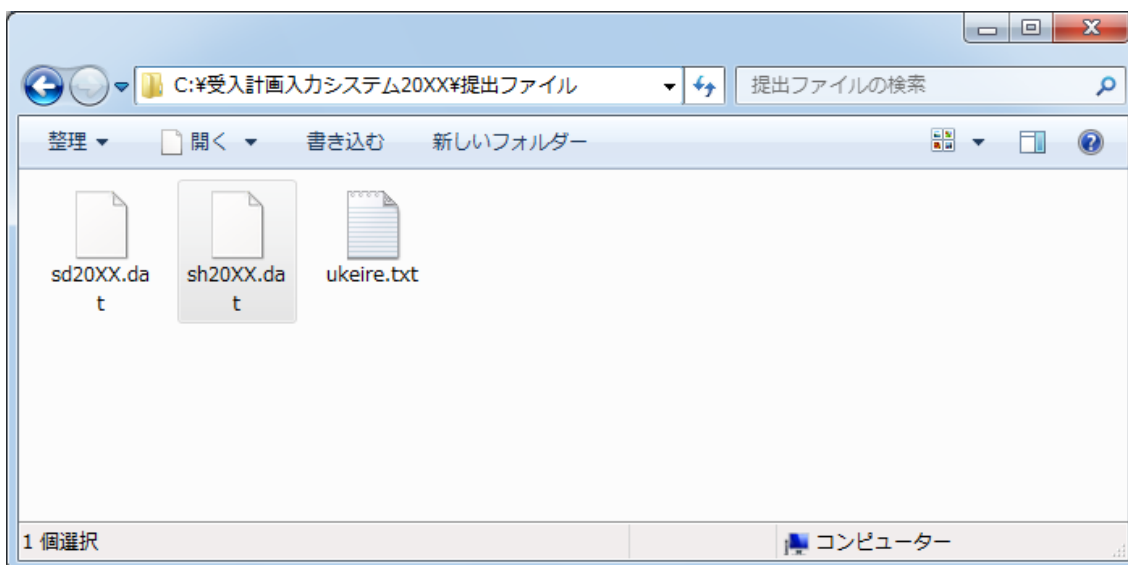 C:¥受入計画入力システム20XX¥提出ファイル
提出ファイルの検索
整理
開く
書き込む
新しいフォルダー
sd20XX.da
t
sh20XX.da
t
ukeire.txt
1 個選択
コンピューター